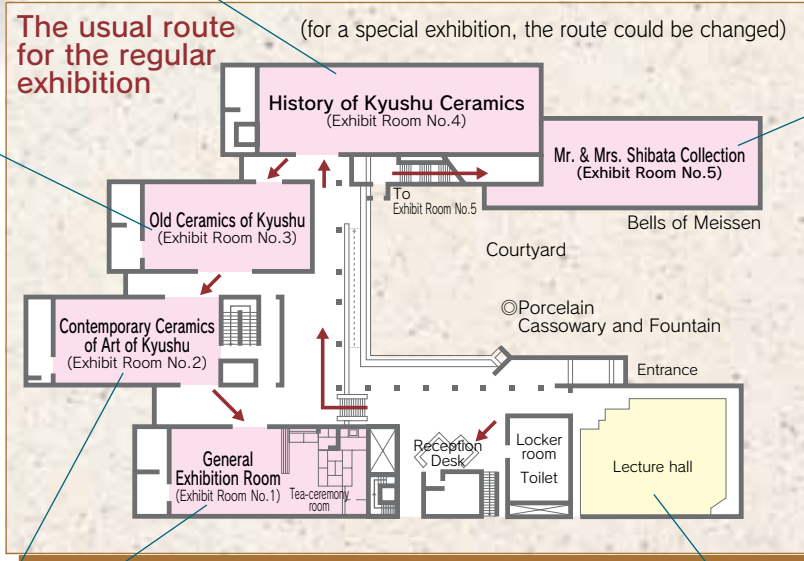 The usual route
for the regular
exhibition
(for a special exhibition, the route could be changed)
History of Kyushu Ceramics
(Exhibit Room No.4)
Mr. & Mrs. Shibata Collection
(Exhibit Room No.5)
To
Exhibit Room No.5
Old Ceramics of Kyushu
(Exhibit Room No.3)
Bells of Meissen
Courtyard
◎Porcelain
Cassowary and Fountain
Contemporary Ceramics
of Art of Kyushu
(Exhibit Room No.2)
Entrance
General
Exhibition Room
(Exhibit Room No.1)
Tea-ceremony
room
Reception
Desk
Locker
room
Toilet
Lecture hall